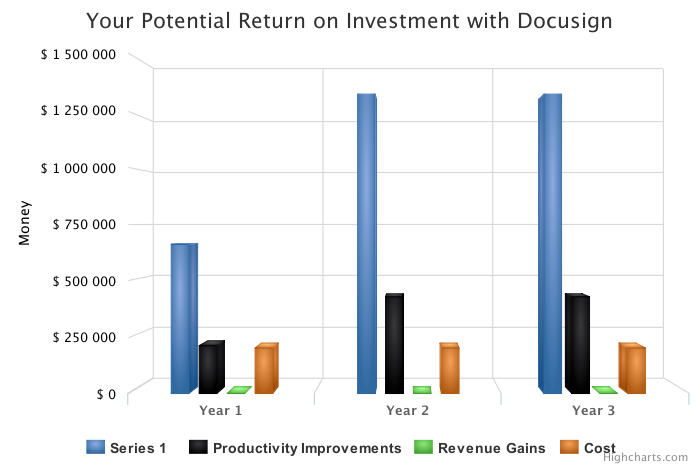 Your Potential Return on Investment with Docusign
$ 1 500 000
$ 1 250 000
$ 1 000 000
$ 750 000
$ 500 000
$ 250 000
$ 0
Money
Year 1
Year 2
Year 3
Series 1
Productivity Improvements
Revenue Gains
Cost
Highcharts.com